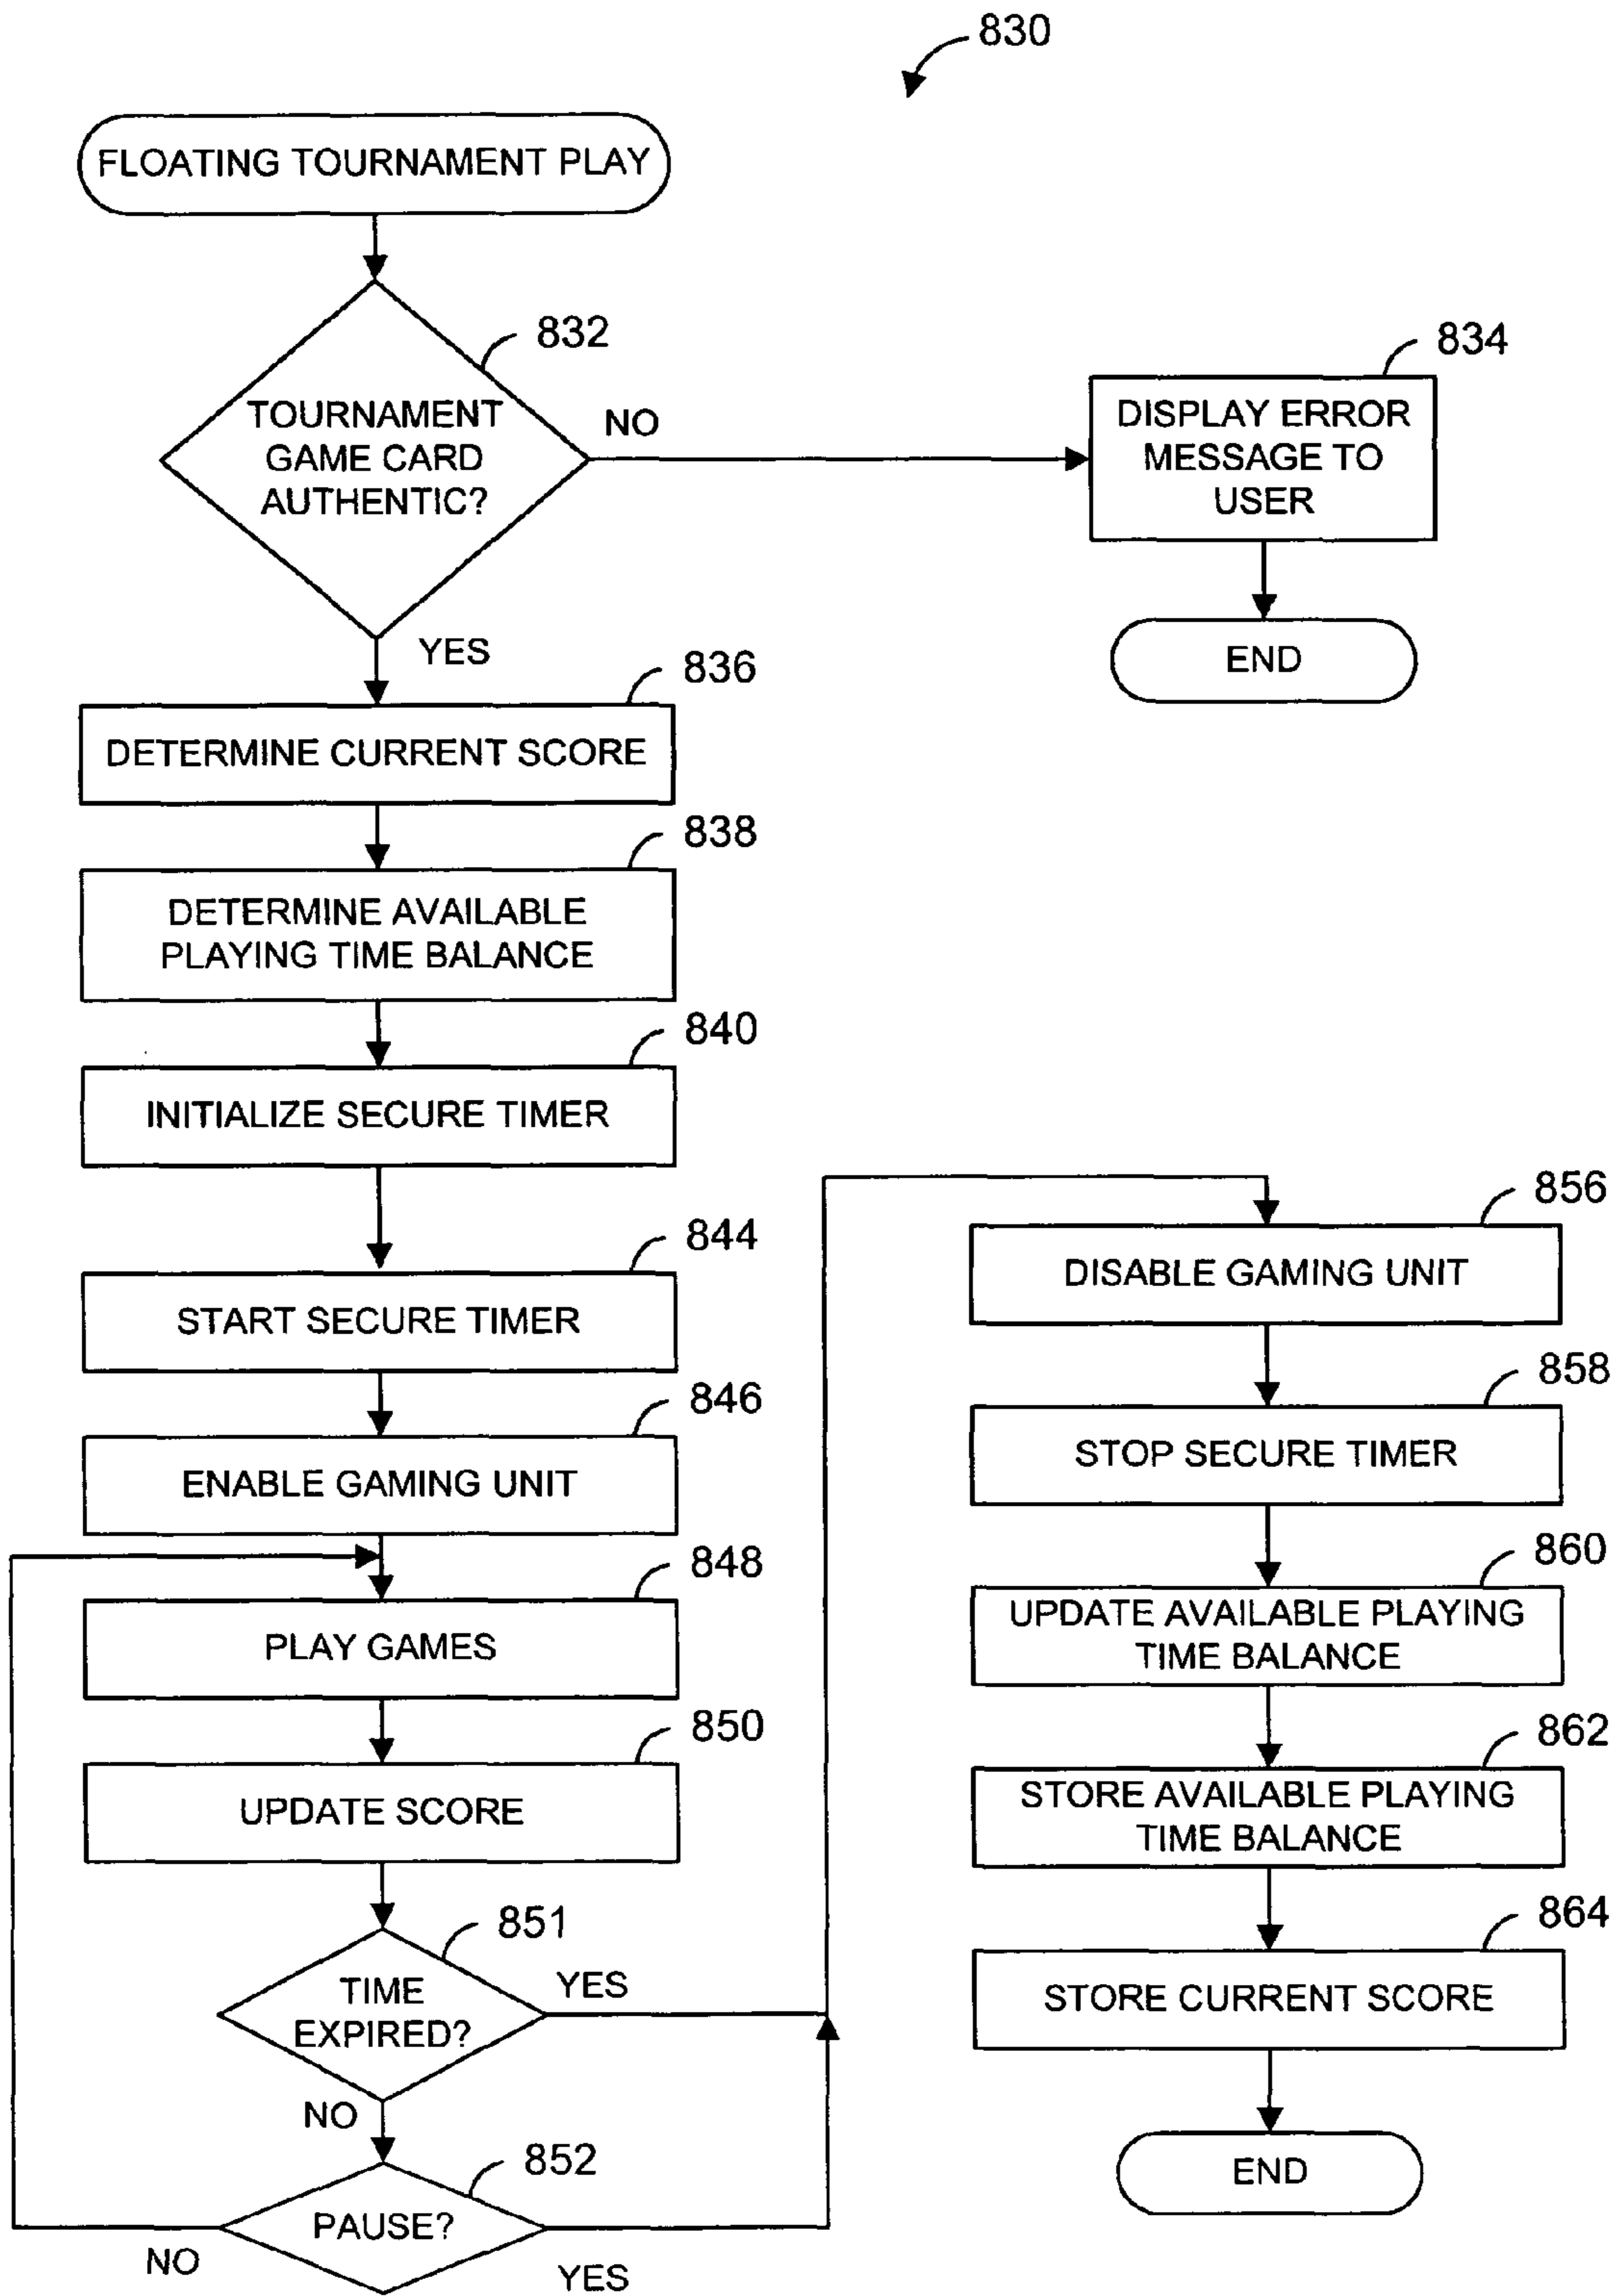 830
FLOATING TOURNAMENT PLAY
832
TOURNAMENT
GAME CARD
AUTHENTIC?
NO
834
DISPLAY ERROR
MESSAGE TO
USER
END
YES
836
DETERMINE CURRENT SCORE
838
DETERMINE AVAILABLE
PLAYING TIME BALANCE
840
INITIALIZE SECURE TIMER
844
START SECURE TIMER
846
ENABLE GAMING UNIT
848
PLAY GAMES
850
UPDATE SCORE
851
TIME
EXPIRED?
YES
NO
852
PAUSE?
NO
YES
856
DISABLE GAMING UNIT
858
STOP SECURE TIMER
860
UPDATE AVAILABLE PLAYING
TIME BALANCE
862
STORE AVAILABLE PLAYING
TIME BALANCE
864
STORE CURRENT SCORE
END